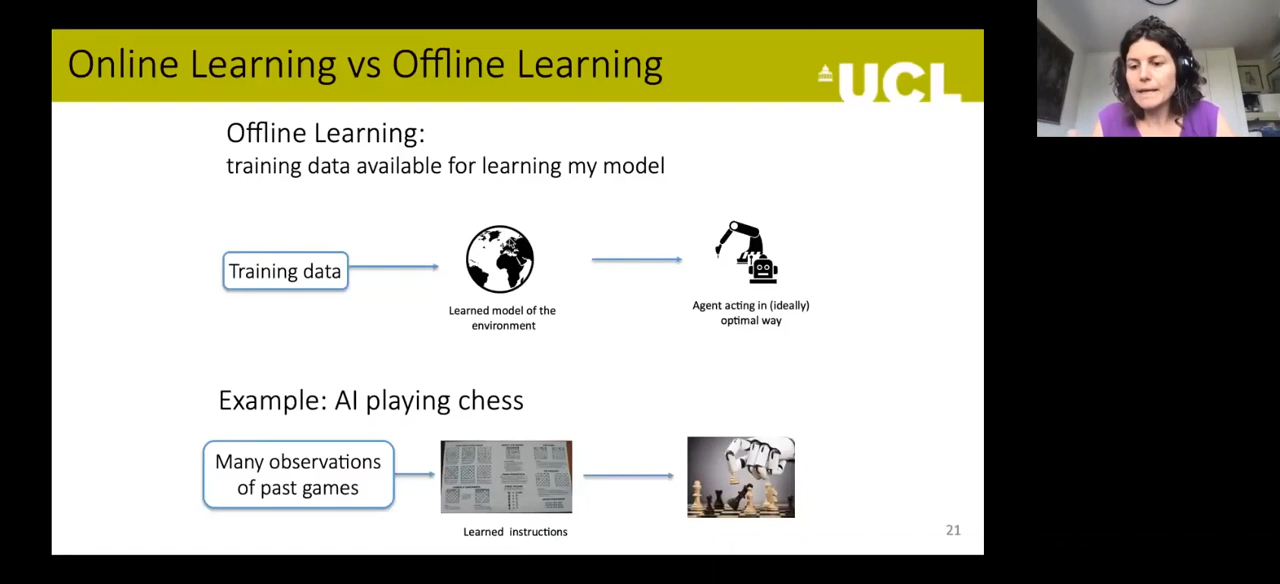 Online Learning vs Offline Learning
UCL
Offline Learning:
training data available for learning my model
Training data
Learned model of the
environment
Agent acting in (ideally)
optimal way
Example: AI playing chess
Many observations
of past games
Learned instructions
21